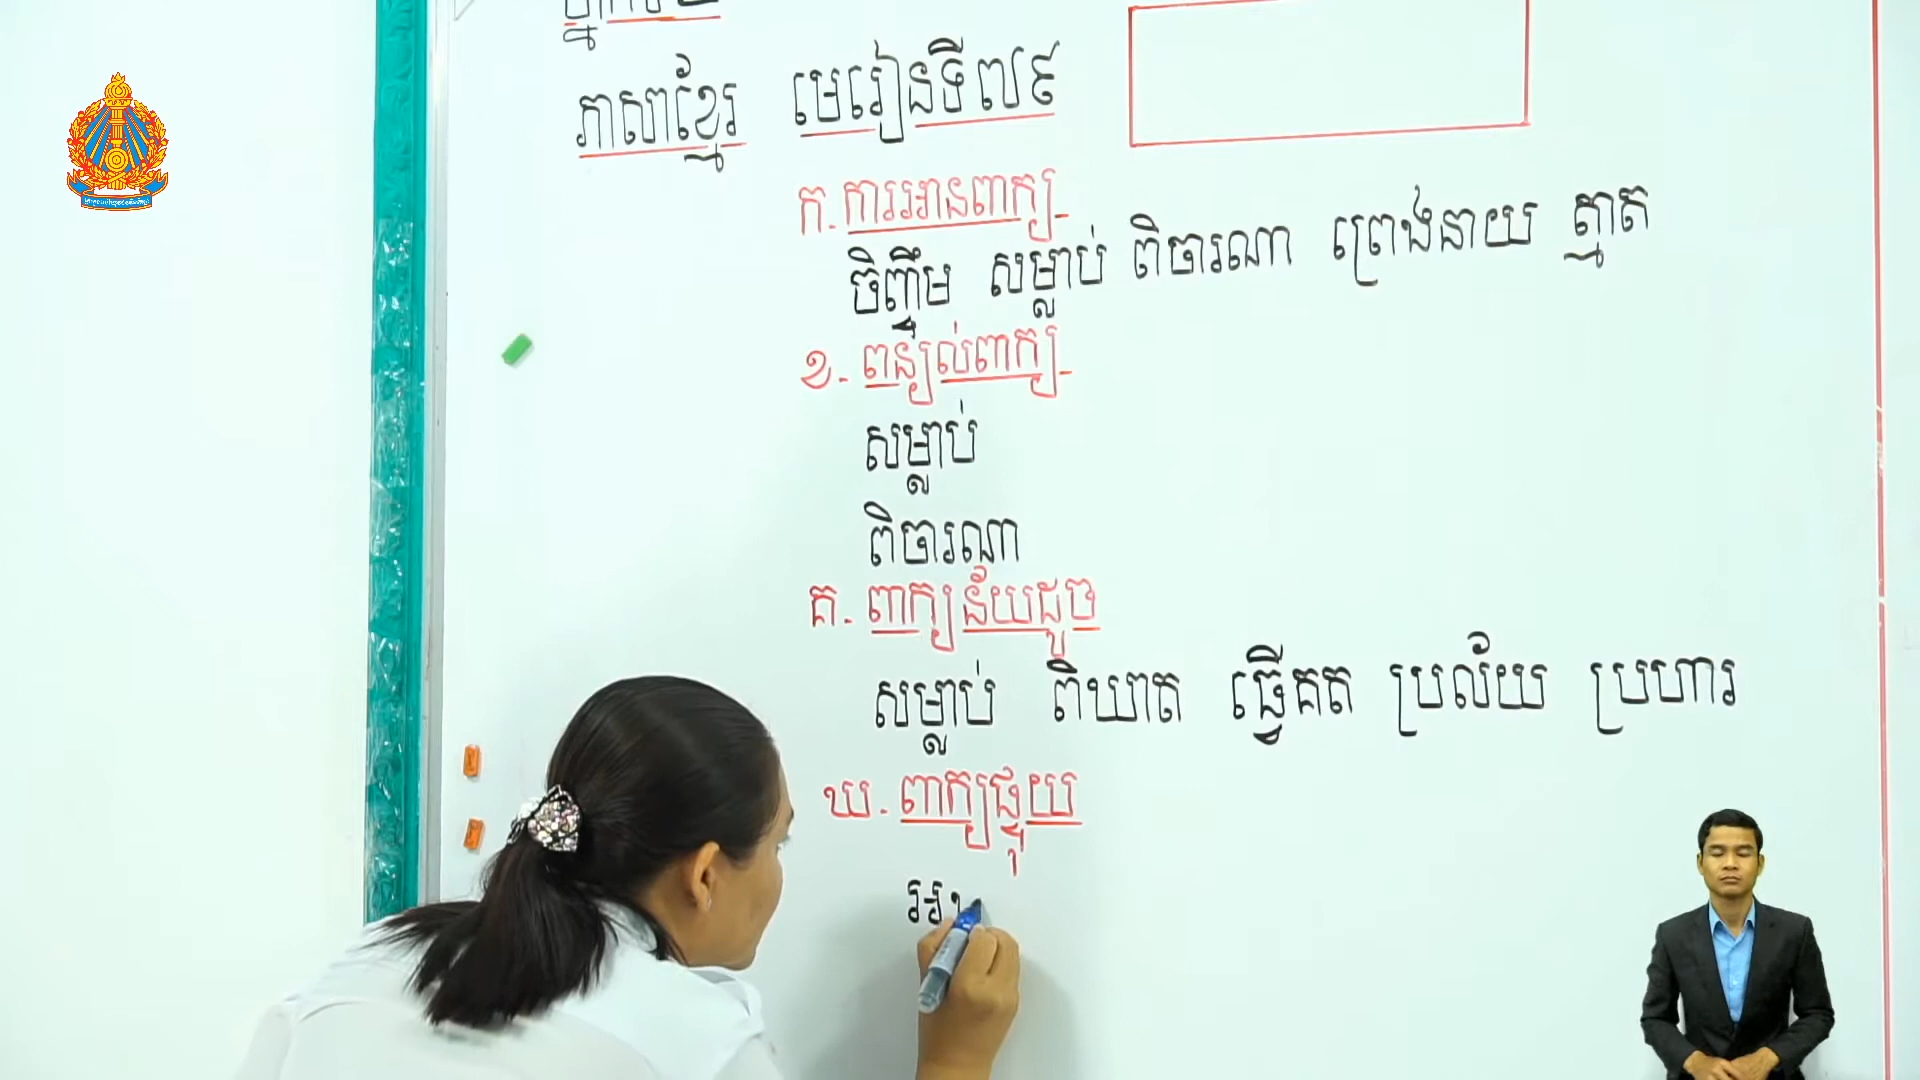 ភាសាខ្មែរ មេរៀនទី៧៩
ក. ការអានពាក្យ
ចិញ្ចឹម សម្លាប់ ពិចារណា ព្រេងនាយ ត្មាត
ខ. ពន្យល់ពាក្យ
សម្លាប់
ពិចារណា
គ. ពាក្យន័យដូច
សម្លាប់ ពិឃាត ធ្វើគត ប្រល័យ ប្រហារ
ឃ. ពាក្យផ្ទុយ